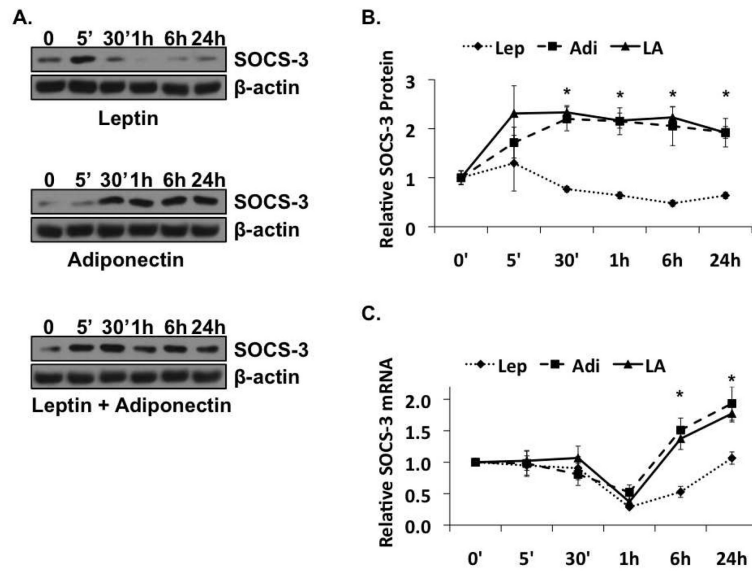 A.
0 5’ 30’ 1h 6h 24h
SOCS-3
β-actin
Leptin
SOCS-3
β-actin
Adiponectin
0 5’ 30’ 1h 6h 24h
0 5’ 30’ 1h 6h 24h
SOCS-3
β-actin
Leptin + Adiponectin
B.
Lep Adi LA
Relative SOCS-3 Protein
3
2
1
0
* * * *
0' 5' 30' 1h 6h 24h
C.
Lep Adi LA
Relative SOCS-3 mRNA
2.0
1.5
1.0
0.5
0.0
* *
0' 5' 30' 1h 6h 24h